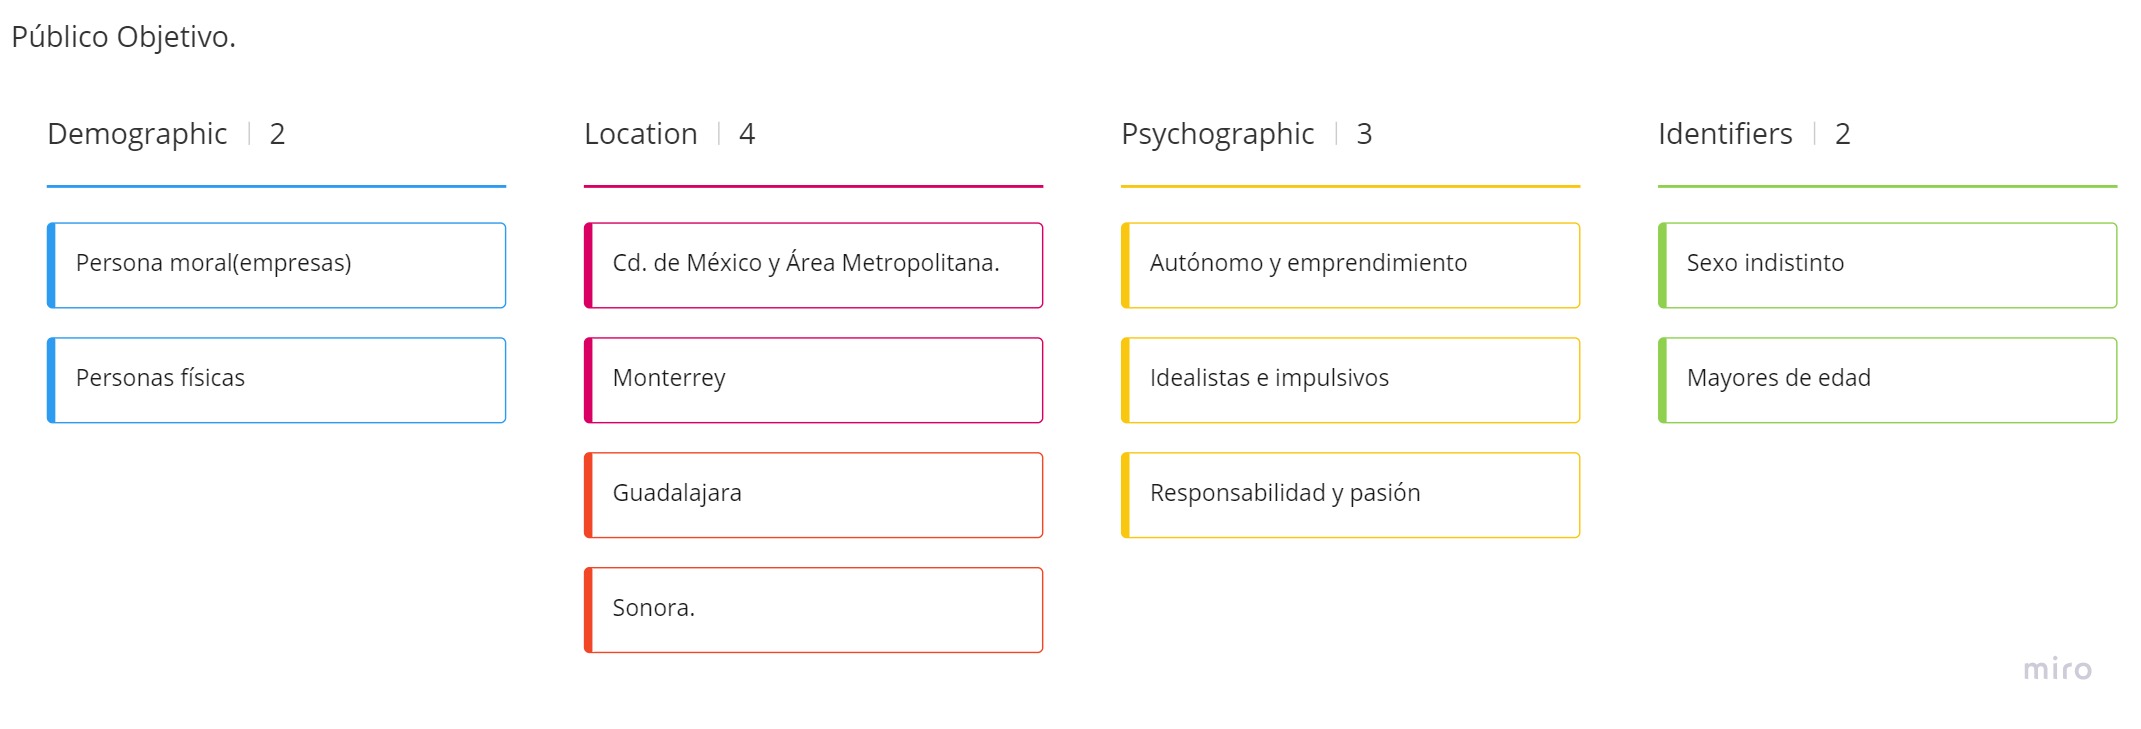 Público Objetivo.
Demographic | 2
Persona moral(empresas)
Personas físicas
Location | 4
Cd. de México y Área Metropolitana.
Monterrey
Guadalajara
Sonora.
Psychographic | 3
Autónomo y emprendimiento
Idealistas e impulsivos
Responsabilidad y pasión
Identifiers | 2
Sexo indistinto
Mayores de edad
miro